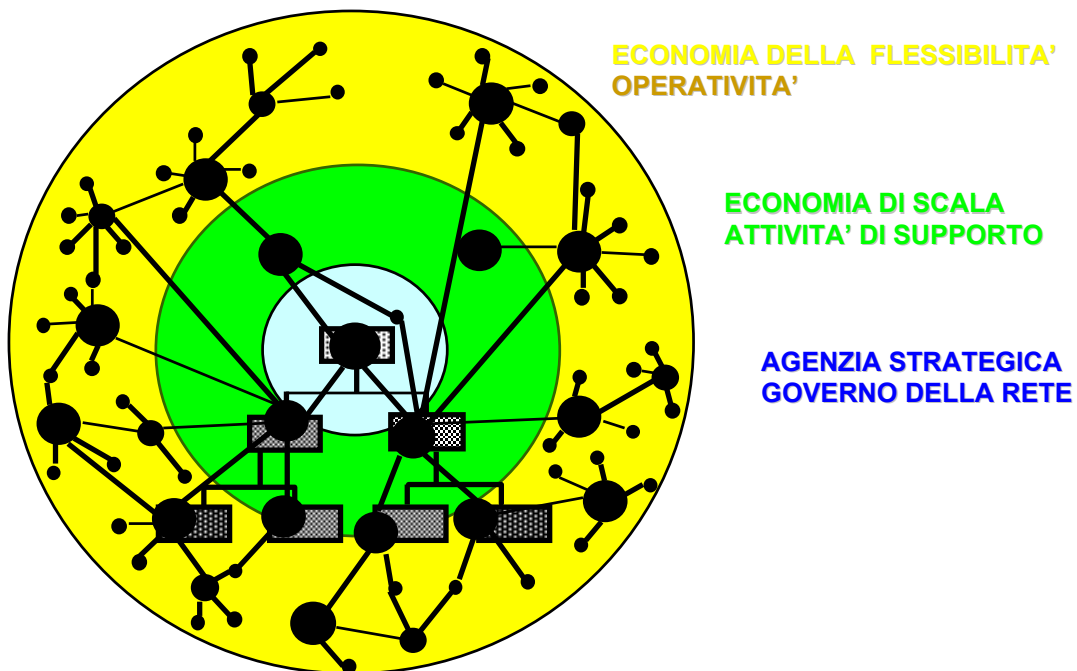 ECONOMIA DELLA  FLESSIBILITA’
OPERATIVITA’
ECONOMIA DI SCALA
ATTIVITA’ DI SUPPORTO
AGENZIA STRATEGICA
GOVERNO DELLA RETE